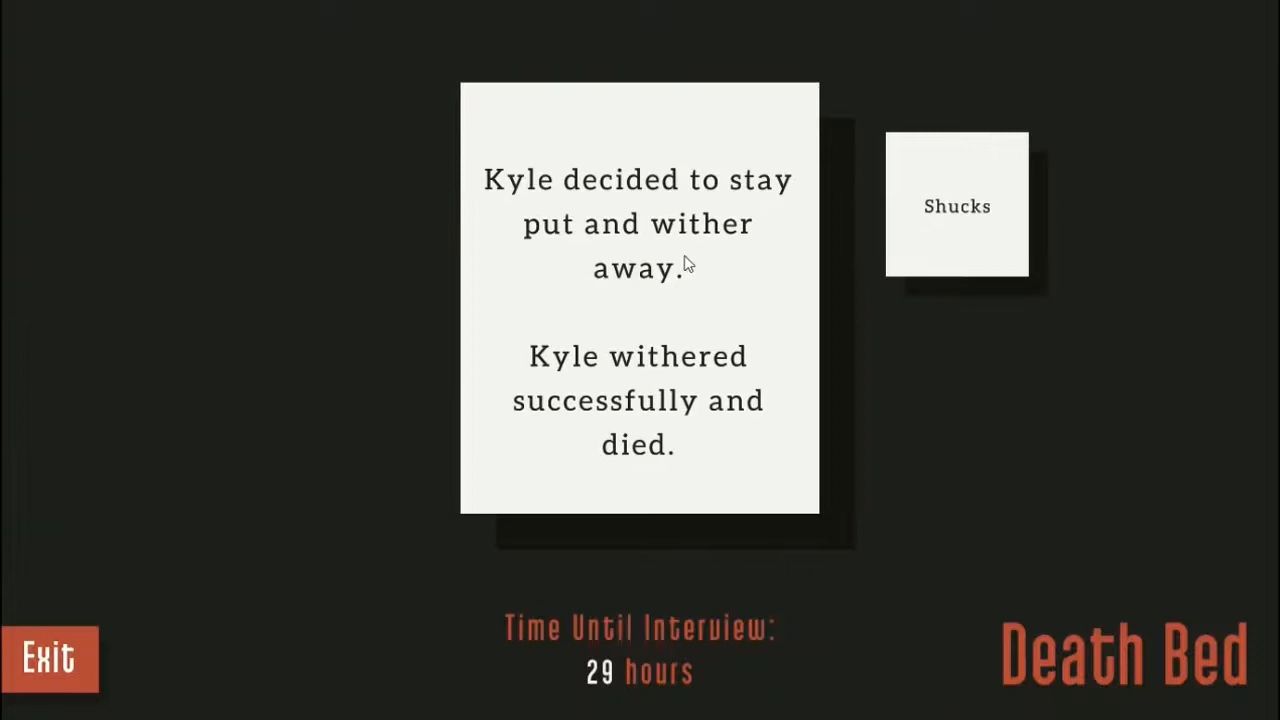 Kyle decided to stay
put and wither
away.
Kyle withered
successfully and
died.
Shucks
Time Until Interview:
29 hours
Exit
Death Bed